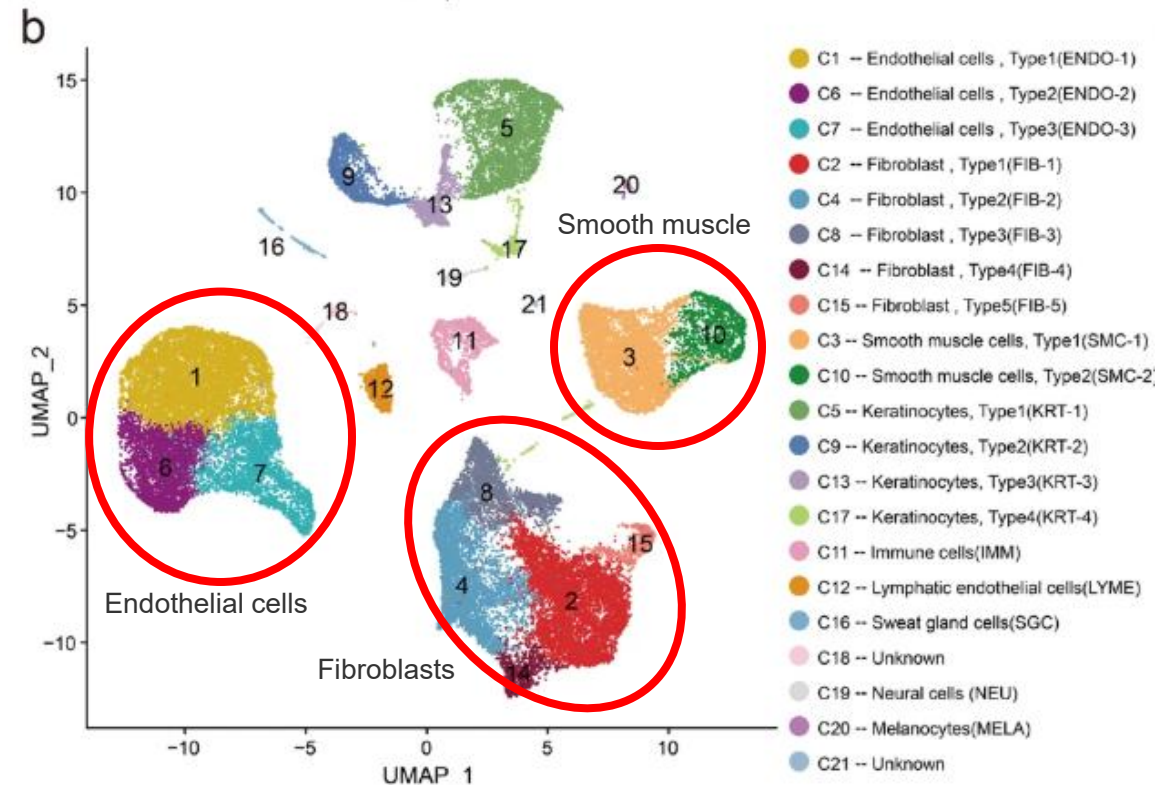 b
15
5
9
10
20
13
Smooth muscle
16
17
19
5
18
21
11
10
3
1
12
0
UMAP_2
6
7
8
−5
15
4
2
Endothelial cells
−10
Fibroblasts
14
−10
−5
0
5
10
UMAP_1
C1 -- Endothelial cells , Type1(ENDO-1)
C6 -- Endothelial cells , Type2(ENDO-2)
C7 -- Endothelial cells , Type3(ENDO-3)
C2 -- Fibroblast , Type1(FIB-1)
C4 -- Fibroblast , Type2(FIB-2)
C8 -- Fibroblast , Type3(FIB-3)
C14 -- Fibroblast , Type4(FIB-4)
C15 -- Fibroblast , Type5(FIB-5)
C3 -- Smooth muscle cells, Type1(SMC-1)
C10 -- Smooth muscle cells, Type2(SMC-2)
C5 -- Keratinocytes, Type1(KRT-1)
C9 -- Keratinocytes, Type2(KRT-2)
C13 -- Keratinocytes, Type3(KRT-3)
C17 -- Keratinocytes, Type4(KRT-4)
C11 -- Immune cells(IMM)
C12 -- Lymphatic endothelial cells(LYME)
C16 -- Sweat gland cells(SGC)
C18 -- Unknown
C19 -- Neural cells (NEU)
C20 -- Melanocytes(MELA)
C21 -- Unknown